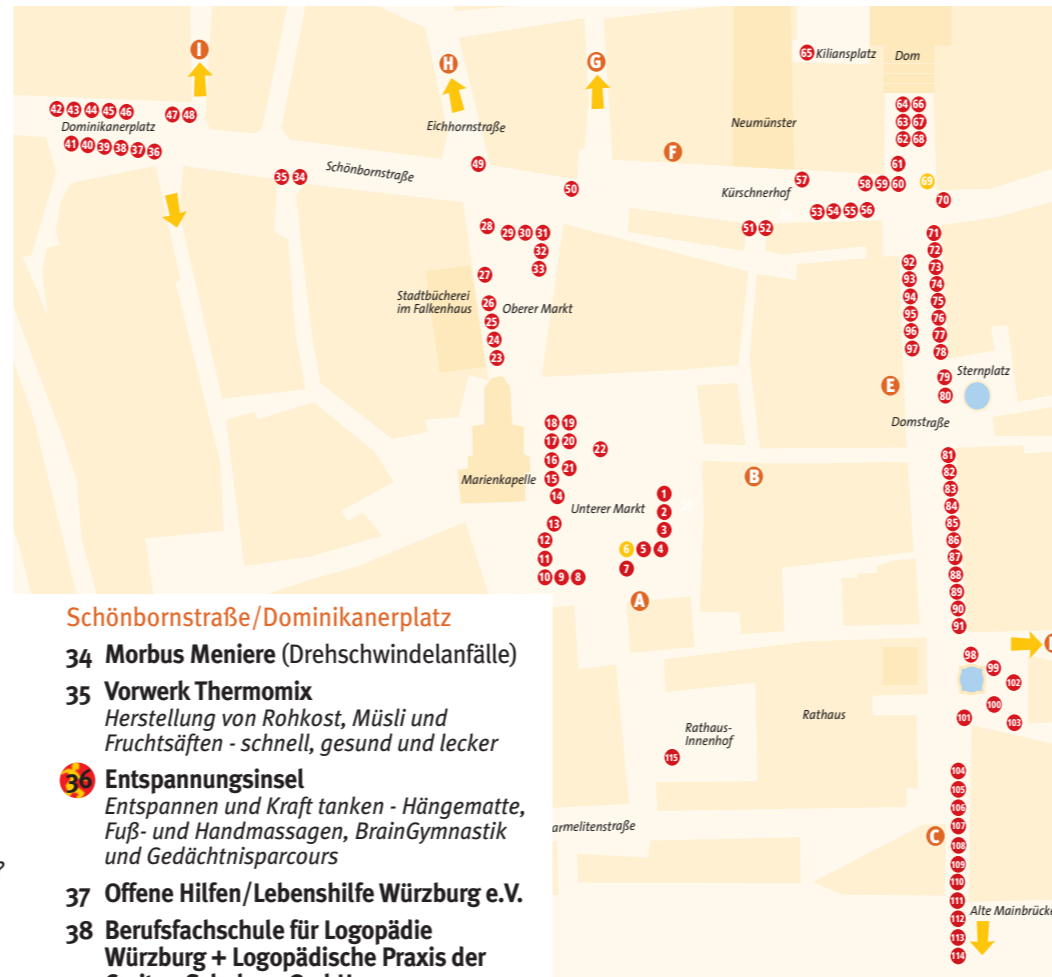 I
H
G
65 Kiliansplatz
Dom
42 43 44 45 46
47 48
64 66
63 67
62 68
Dominikanerplatz
Eichhornstraße
Neumünster
41 40 39 38 37 36
F
49
61
35 34
Schönbornstraße
50
57
58 59 60
69
Kürschnerhof
70
53 54 55 56
28
29 30 31
51 52
71
32
72
33
92
73
27
93
74
Stadtbücherei
im Falkenhaus
26
Oberer Markt
94
75
25
95
76
24
96
77
23
97
78
Sternplatz
79
E
80
18 19
Domstraße
17 20
22
81
16
21
82
Marienkapelle
15
B
83
14
1
84
Unterer Markt
2
85
13
3
86
12
6 5 4
87
11
7
88
10 9 8
89
A
90
91
98
99
102
100
101
103
Rathaus
Rathaus-
Innenhof
115
104
105
106
107
armelitenstraße
C
108
109
110
111
112
Alte Mainbrücke
113
114
Schönbornstraße/Dominikanerplatz
34 Morbus Meniere (Drehschwindelanfälle)
35 Vorwerk Thermomix
Herstellung von Rohkost, Müsli und
Fruchtsäften - schnell, gesund und lecker
36 Entspannungsinsel
Entspannen und Kraft tanken - Hängematte,
Fuß- und Handmassagen, BrainGymnastik
und Gedächtnisparcours
37 Offene Hilfen/Lebenshilfe Würzburg e.V.
38 Berufsfachschule für Logopädie
Würzburg + Logopädische Praxis der